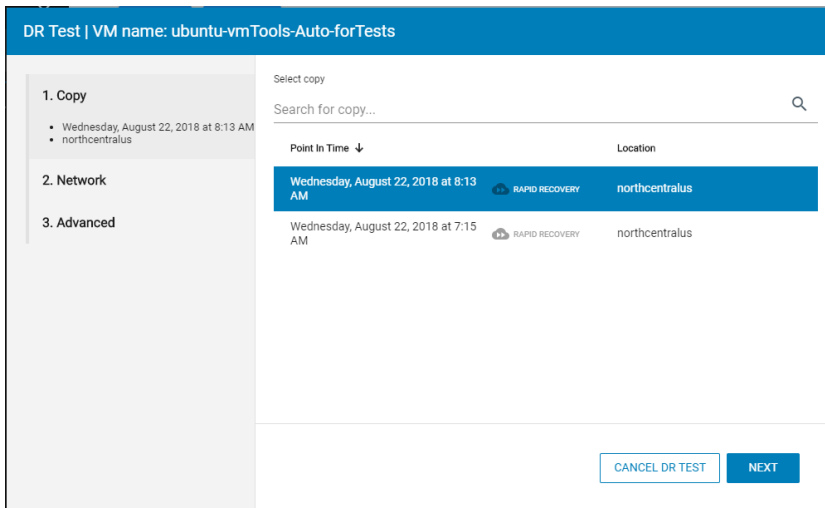 DR Test | VM name: ubuntu-vmTools-Auto-forTests
1. Copy
• Wednesday, August 22, 2018 at 8:13 AM
• northcentralus
2. Network
3. Advanced
Select copy
Search for copy...
Point In Time ↓ Location
Wednesday, August 22, 2018 at 8:13 RAPID RECOVERY northcentralus
AM
Wednesday, August 22, 2018 at 7:15 RAPID RECOVERY northcentralus
AM
CANCEL DR TEST NEXT